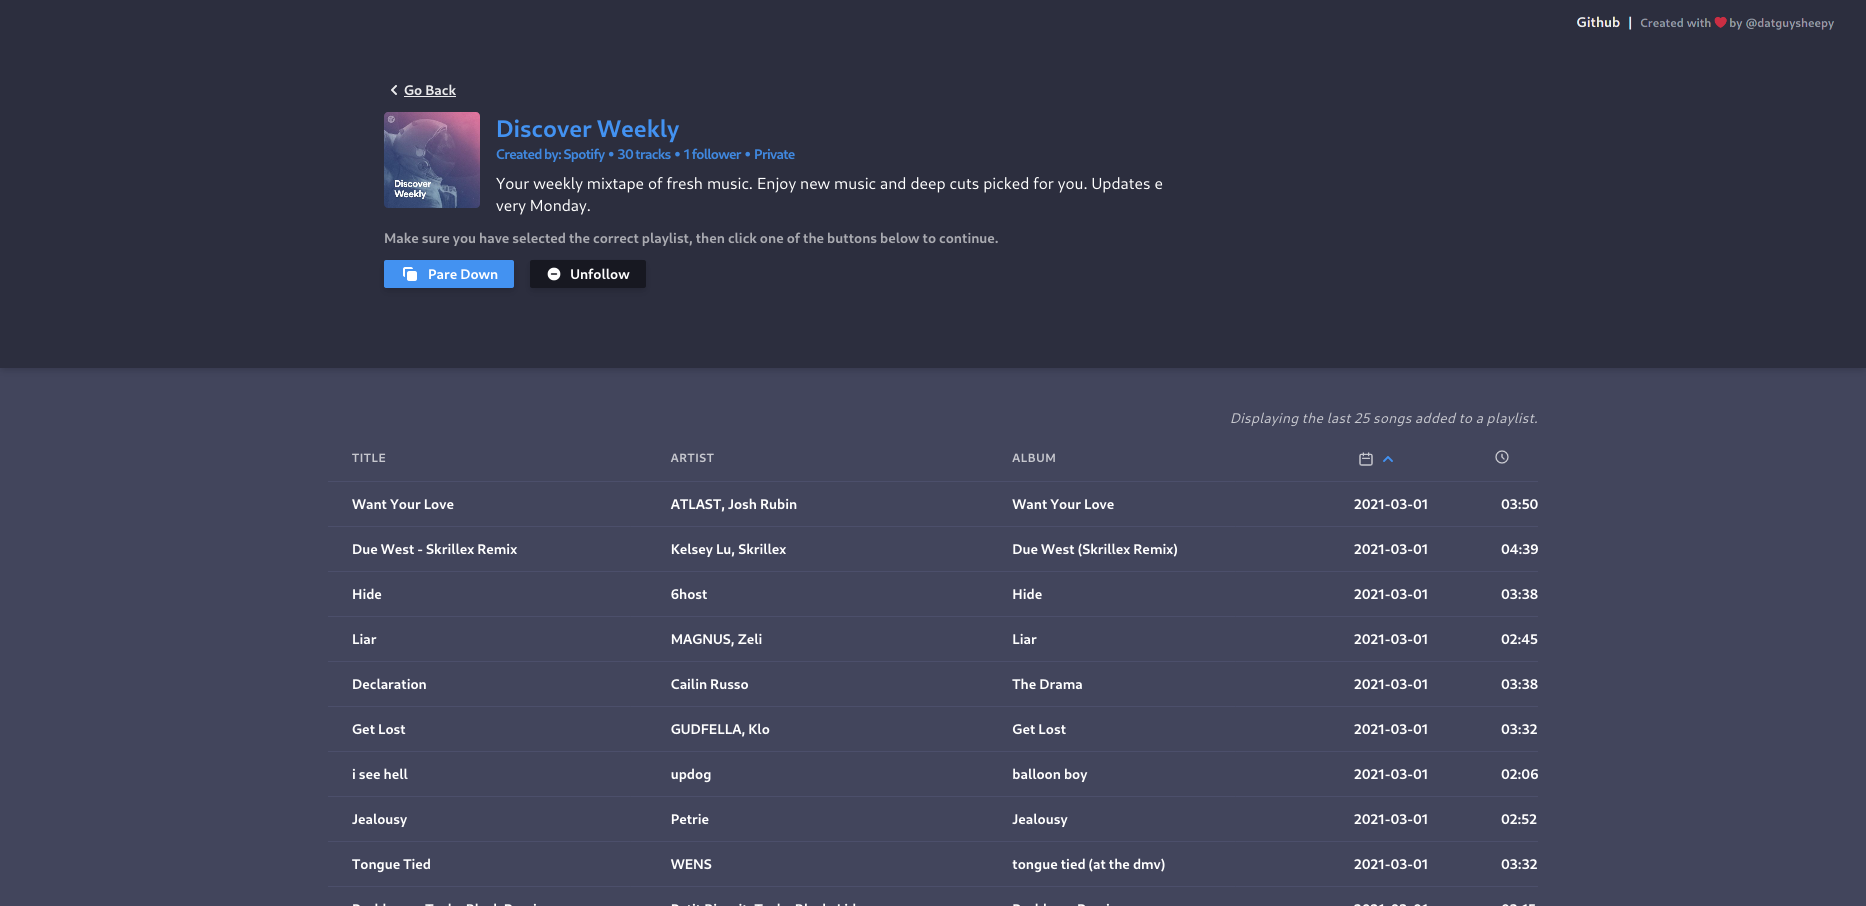 Github | Created with ❤ by @datguysheepy
Go Back
Discover Weekly
Created by: Spotify • 30 tracks • 1 follower • Private
Discover
Weekly
Your weekly mixtape of fresh music. Enjoy new music and deep cuts picked for you. Updates e
very Monday.
Make sure you have selected the correct playlist, then click one of the buttons below to continue.
Pare Down Unfollow
Displaying the last 25 songs added to a playlist.
TITLE ARTIST ALBUM
Want Your Love ATLAST, Josh Rubin Want Your Love 2021-03-01 03:50
Due West - Skrillex Remix Kelsey Lu, Skrillex Due West (Skrillex Remix) 2021-03-01 04:39
Hide 6host Hide 2021-03-01 03:38
Liar MAGNUS, Zeli Liar 2021-03-01 02:45
Declaration Cailin Russo The Drama 2021-03-01 03:38
Get Lost GUDFELLA, Klo Get Lost 2021-03-01 03:32
i see hell updog balloon boy 2021-03-01 02:06
Jealousy Petrie Jealousy 2021-03-01 02:52
Tongue Tied WENS tongue tied (at the dmv) 2021-03-01 03:32